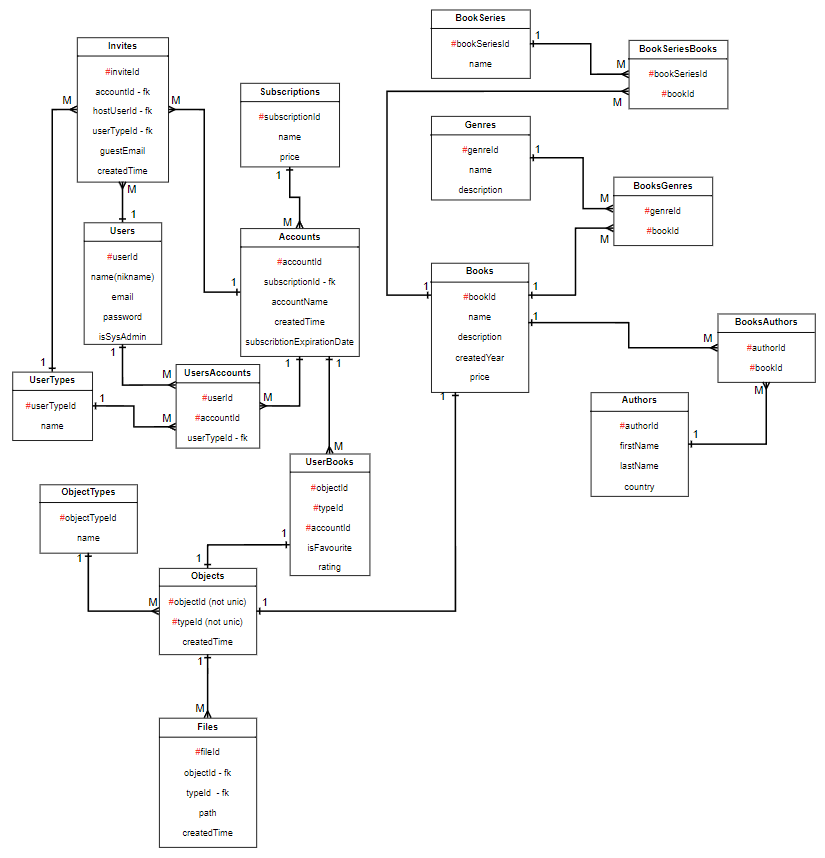 BookSeries
#bookSeriesId
name
1
M
BookSeriesBooks
#bookSeriesId
#bookId
M
Invites
#inviteId
accountId - fk
hostUserId - fk
userTypeId - fk
guestEmail
createdTime
M
M
M
Subscriptions
#subscriptionId
name
price
1
M
Genres
#genreId
name
description
1
M
BooksGenres
#genreId
#bookId
M
1
Users
#userId
name(nikname)
email
password
isSysAdmin
1
Accounts
#accountId
subscriptionId - fk
accountName
createdTime
subscribtionExpirationDate
1
1
1
Books
#bookId
name
description
createdYear
price
1
1
1
1
M
BooksAuthors
#authorId
#bookId
M
Authors
#authorId
firstName
lastName
country
1
1
UserTypes
#userTypeId
name
1
M
M
UsersAccounts
#userId
#accountId
userTypeId - fk
M
M
UserBooks
#objectId
#typeId
#accountId
isFavourite
rating
1
ObjectTypes
#objectTypeId
name
1
M
1
Objects
#objectId (not unic)
#typeId (not unic)
createdTime
1
1
M
Files
#fileId
objectId - fk
typeId - fk
path
createdTime